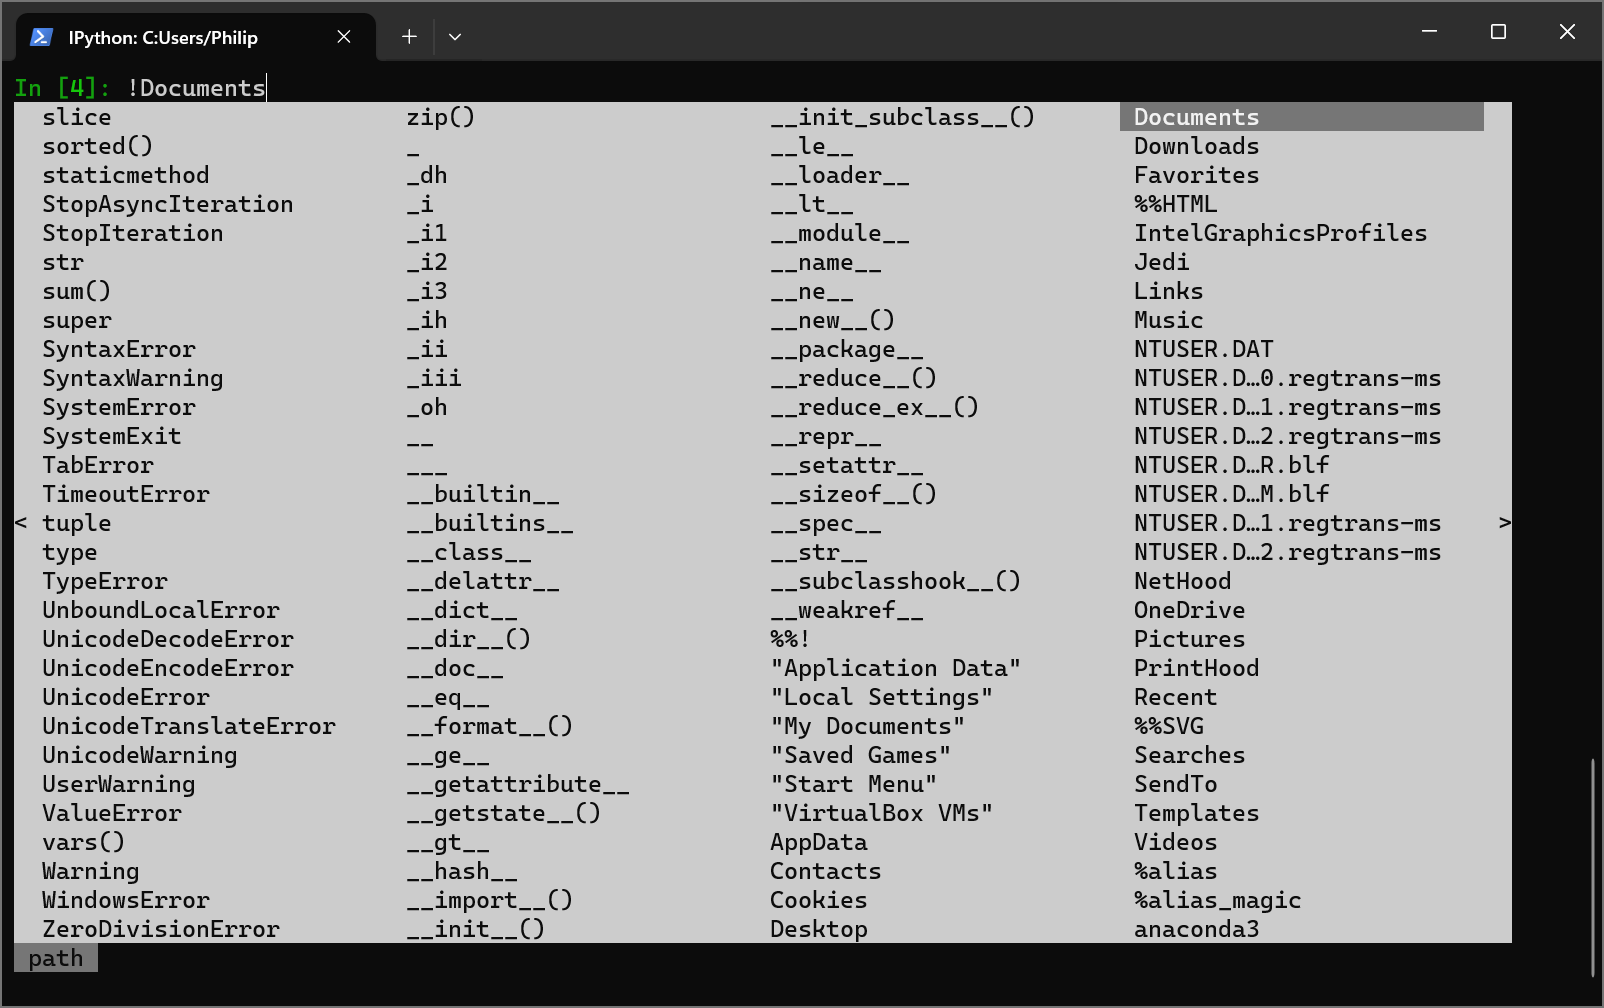 IPython: C:Users/Philip
In [4]: !Documents
slice zip() __init_subclass__() Documents
sorted() _ __le__ Downloads
staticmethod _dh __loader__ Favorites
StopAsyncIteration _i __lt__ %%HTML
StopIteration _i1 __module__ IntelGraphicsProfiles
str _i2 __name__ Jedi
sum() _i3 __ne__ Links
super _ih __new__() Music
SyntaxError _ii __package__ NTUSER.DAT
SyntaxWarning _iii __reduce__() NTUSER.D…0.regtrans-ms
SystemError _oh __reduce_ex__() NTUSER.D…1.regtrans-ms
SystemExit __ __repr__ NTUSER.D…2.regtrans-ms
TabError ___ __setattr__ NTUSER.D…R.blf
TimeoutError __builtin__ __sizeof__() NTUSER.D…M.blf
< tuple __builtins__ __spec__ NTUSER.D…1.regtrans-ms >
type __class__ __str__ NTUSER.D…2.regtrans-ms
TypeError __delattr__ __subclasshook__() NetHood
UnboundLocalError __dict__ __weakref__ OneDrive
UnicodeDecodeError __dir__() %%! Pictures
UnicodeEncodeError __doc__ "Application Data" PrintHood
UnicodeError __eq__ "Local Settings" Recent
UnicodeTranslateError __format__() "My Documents" %%SVG
UnicodeWarning __ge__ "Saved Games" Searches
UserWarning __getattribute__ "Start Menu" SendTo
ValueError __getstate__() "VirtualBox VMs" Templates
vars() __gt__ AppData Videos
Warning __hash__ Contacts %alias
WindowsError __import__() Cookies %alias_magic
ZeroDivisionError __init__() Desktop anaconda3
path